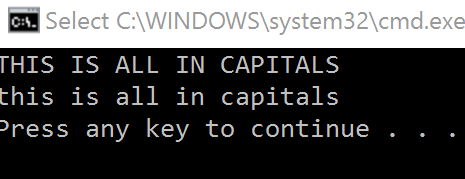 Select C:\WINDOWS\system32\cmd.exe
THIS IS ALL IN CAPITALS
this is all in capitals
Press any key to continue . . .